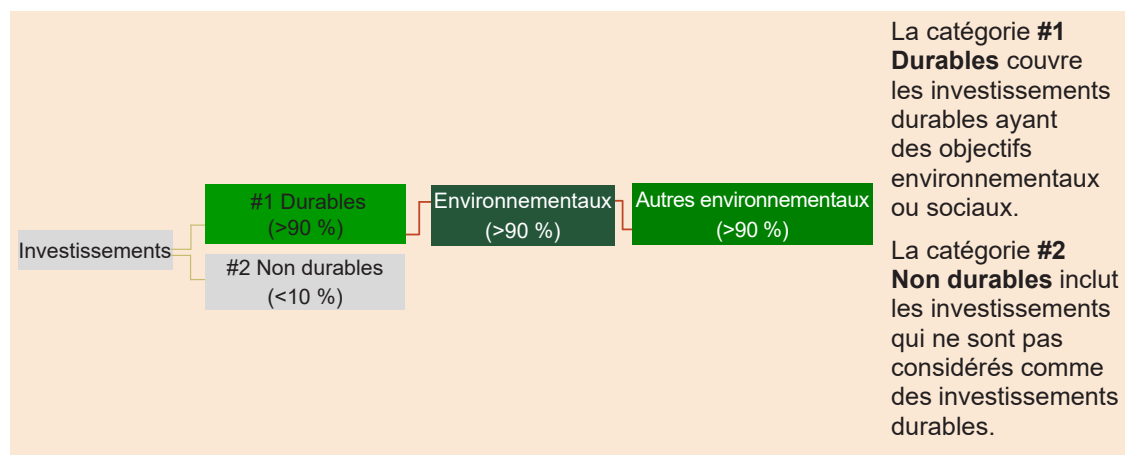 Investissements
#1 Durables
(>90 %)
#2 Non durables
(<10 %)
Environnementaux
(>90 %)
Autres environnementaux
(>90 %)
La catégorie #1
Durables couvre
les investissements
durables ayant
des objectifs
environnementaux
ou sociaux.
La catégorie #2
Non durables inclut
les investissements
qui ne sont pas
considérés comme
des investissements
durables.